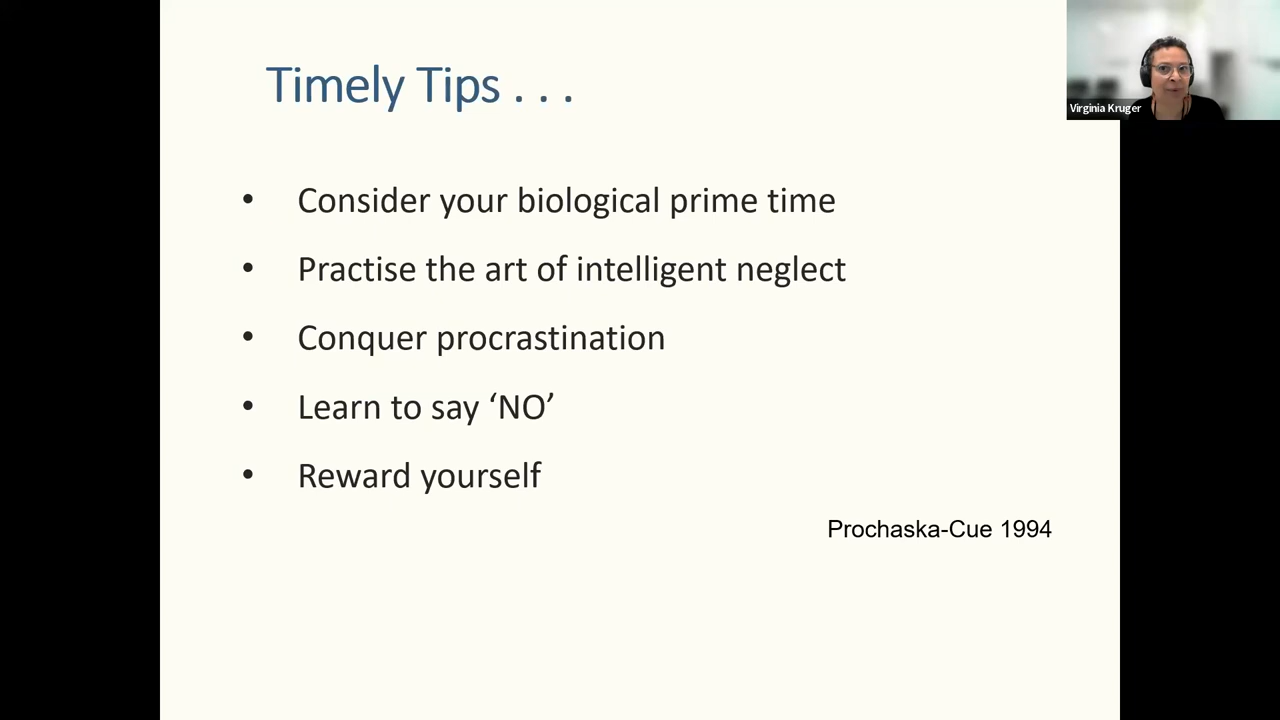 Timely Tips . . .
Virginia Kruger
• Consider your biological prime time
• Practise the art of intelligent neglect
• Conquer procrastination
• Learn to say ‘NO’
• Reward yourself
Prochaska-Cue 1994